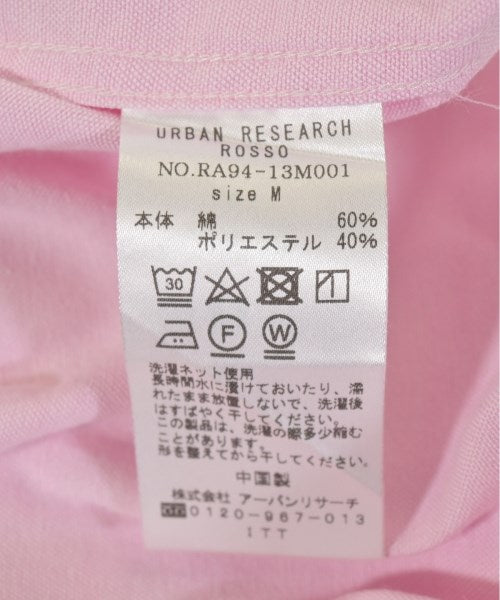 URBAN RESEARCH
ROSSO
NO.RA94-13M001
size M
本体 綿 60%
ポリエステル 40%
30
F W
洗濯ネット使用
長時間水に漬けておいたり、濡
れたまま放置しないで、洗濯後
はすばやく干してください。
この製品は、洗濯の際多少縮む
ことがあります。
形を整えてから干してください。
中国製
株式会社 アーバンリサーチ
0120-967-013
ITT